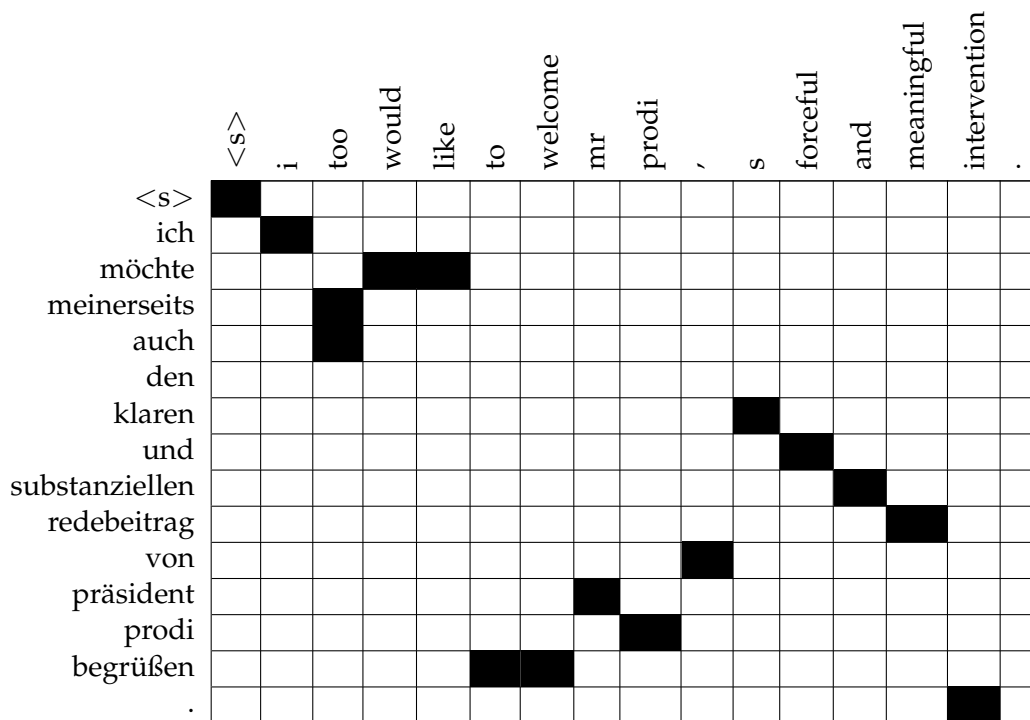 <s> i too would like to welcome mr prodi ’ s forceful and meaningful intervention .
<s>
ich
möchte
meinerseits
auch
den
klaren
und
substanziellen
redebeitrag
von
präsident
prodi
begrüßen
.